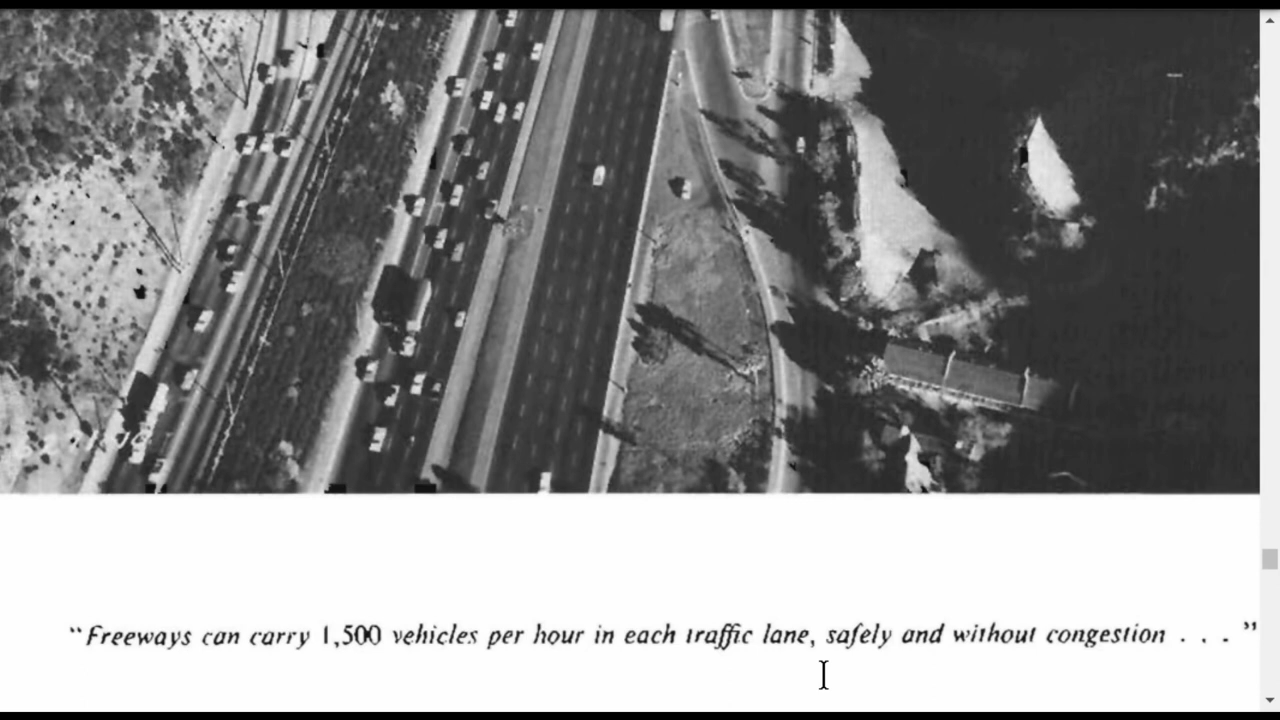 “Freeways can carry 1,500 vehicles per hour in each traffic lane, safely and without congestion . . .”